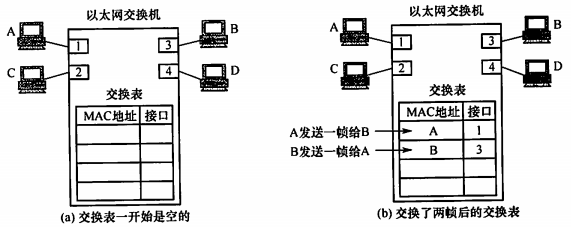 以太网交换机
A
B
1
3
C
2
4
D
交换表
MAC地址 接口
(a) 交换表一开始是空的
以太网交换机
A
B
1
3
C
2
4
D
交换表
MAC地址 接口
A发送一帧给B A 1
B发送一帧给A B 3
(b) 交换了两帧后的交换表